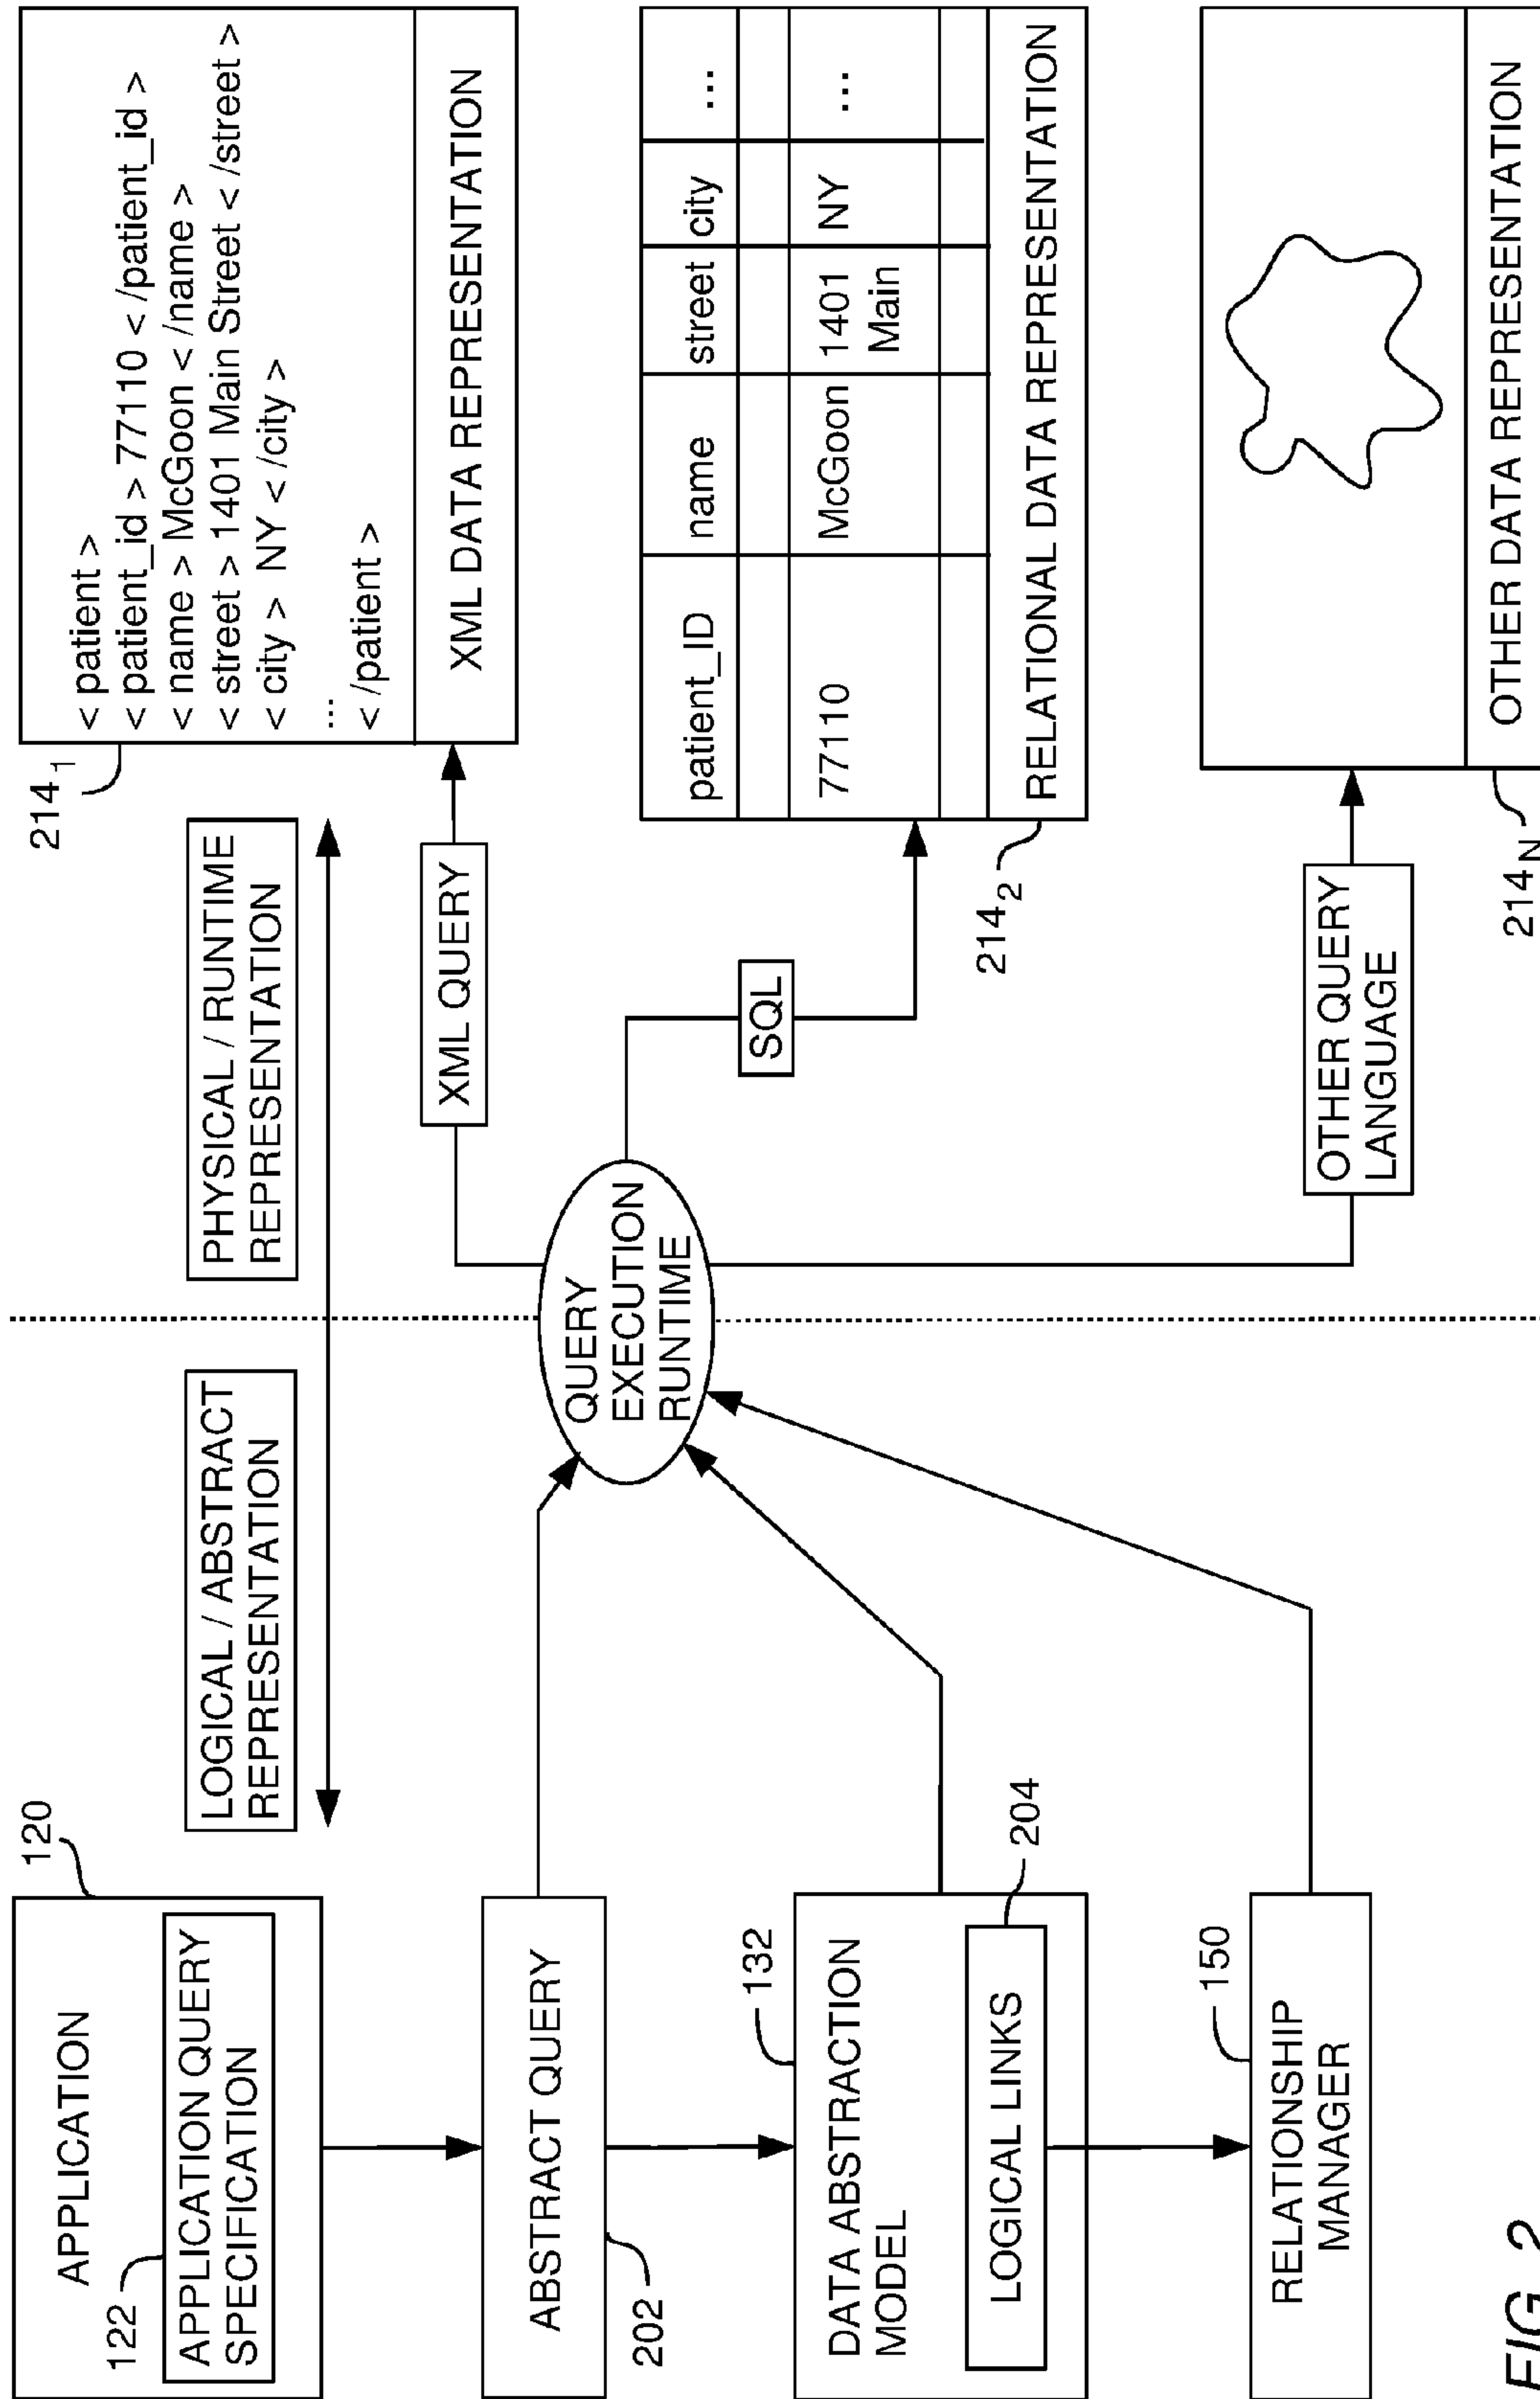 APPLICATION
120
122
APPLICATION QUERY
SPECIFICATION
LOGICAL / ABSTRACT
REPRESENTATION
PHYSICAL / RUNTIME
REPRESENTATION
ABSTRACT QUERY
202
DATA ABSTRACTION
MODEL
132
LOGICAL LINKS
204
RELATIONSHIP
MANAGER
150
QUERY
EXECUTION
RUNTIME
XML QUERY
SQL
OTHER QUERY
LANGUAGE
214 1
< patient >
< patient_id > 77110 < /patient_id >
< name > McGoon < /name >
< street > 1401 Main Street < /street >
< city > NY < /city >
...
< /patient >
XML DATA REPRESENTATION
214 2
patient_ID name street city ...
77110 McGoon 1401 NY ...
Main
RELATIONAL DATA REPRESENTATION
214 N
OTHER DATA REPRESENTATION
FIG. 2